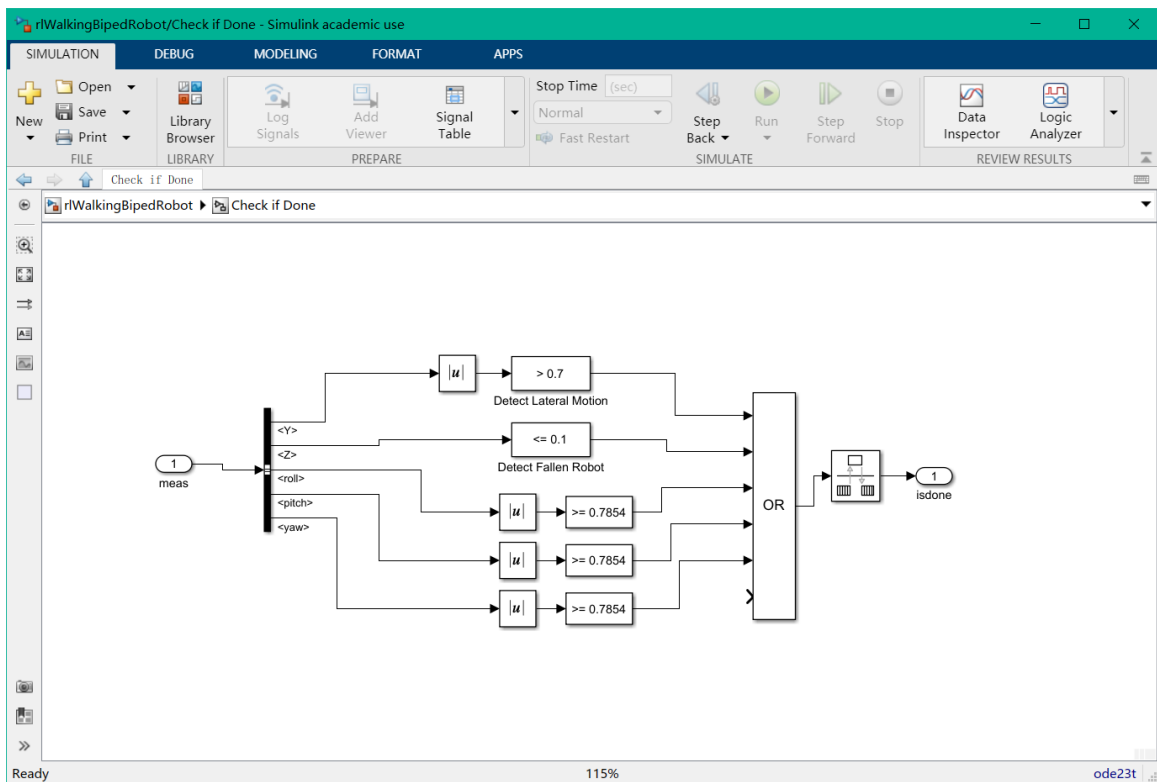 rlWalkingBipedRobot/Check if Done - Simulink academic use
SIMULATION DEBUG MODELING FORMAT APPS
New
Open
Save
Print
FILE
Library Browser
LIBRARY
Log Signals
Add Viewer
Signal Table
PREPARE
Stop Time (sec)
Normal
Fast Restart
Step Back
Run
Step Forward
Stop
SIMULATE
Data Inspector
Logic Analyzer
REVIEW RESULTS
Check if Done
rlWalkingBipedRobot Check if Done
|u|
> 0.7
Detect Lateral Motion
<Y>
<= 0.1
Detect Fallen Robot
<Z>
1
meas
<roll>
|u|
>= 0.7854
<pitch>
|u|
>= 0.7854
<yaw>
|u|
>= 0.7854
OR
1
isdone
Ready 115% ode23t